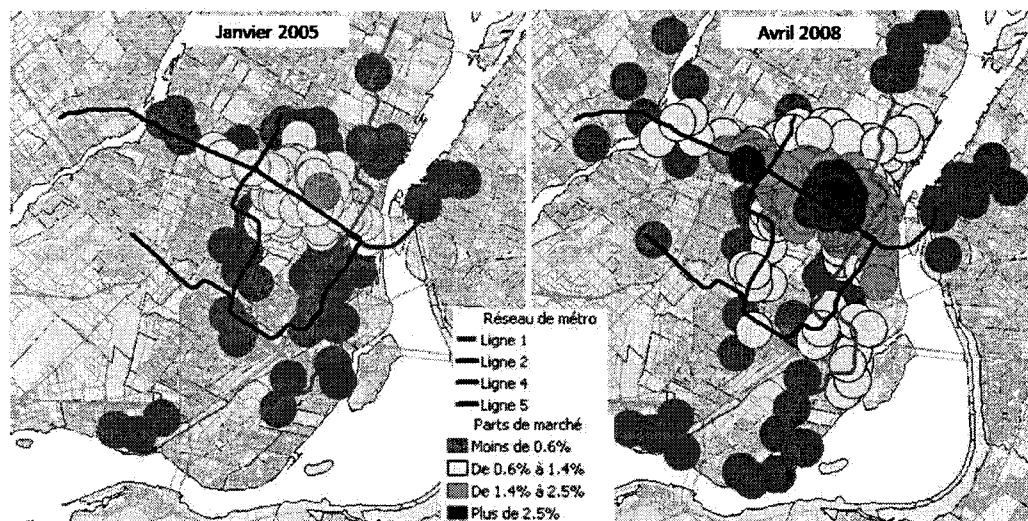 Janvier 2005
Avril 2008
Réseau de métro
Ligne 1
Ligne 2
Ligne 4
Ligne 5
Parts de marché
Moins de 0.6%
De 0.6% à 1.4%
De 1.4% à 2.5%
Plus de 2.5%